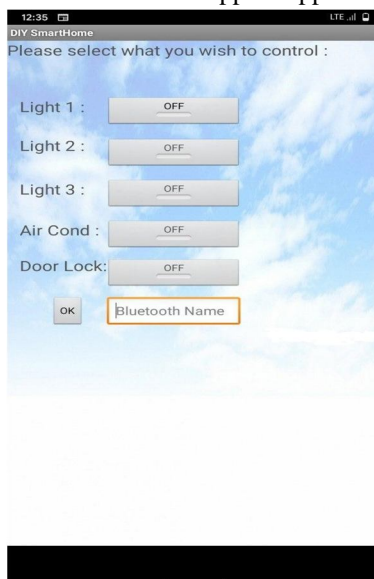 12:35 LTE
DIY SmartHome
Please select what you wish to control :
Light 1 : OFF
Light 2 : OFF
Light 3 : OFF
Air Cond : OFF
Door Lock: OFF
OK Bluetooth Name